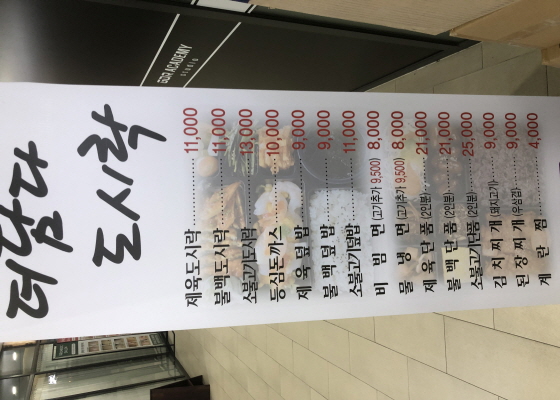 더담다
도시락
제육도시락 11,000
불백도시락 11,000
소불고기도시락 13,000
등심돈까스 10,000
제육덮밥 9,000
불백덮밥 9,000
소불고기덮밥 11,000
비빔면 (고기추가 9,500) 8,000
물냉면 (고기추가 9,500) 8,000
제육단품 (2인분) 21,000
불백단품 (2인분) 21,000
소불고기단품 (2인분) 25,000
김치찌개 (돼지고기) 9,000
된장찌개 (우삼겹) 9,000
계란찜 4,000
GDR ACADEMY
STUDIO